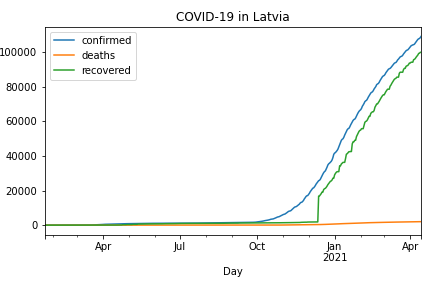 COVID-19 in Latvia
confirmed
deaths
recovered
100000
80000
60000
40000
20000
0
Apr Jul Oct Jan Apr
2021
Day